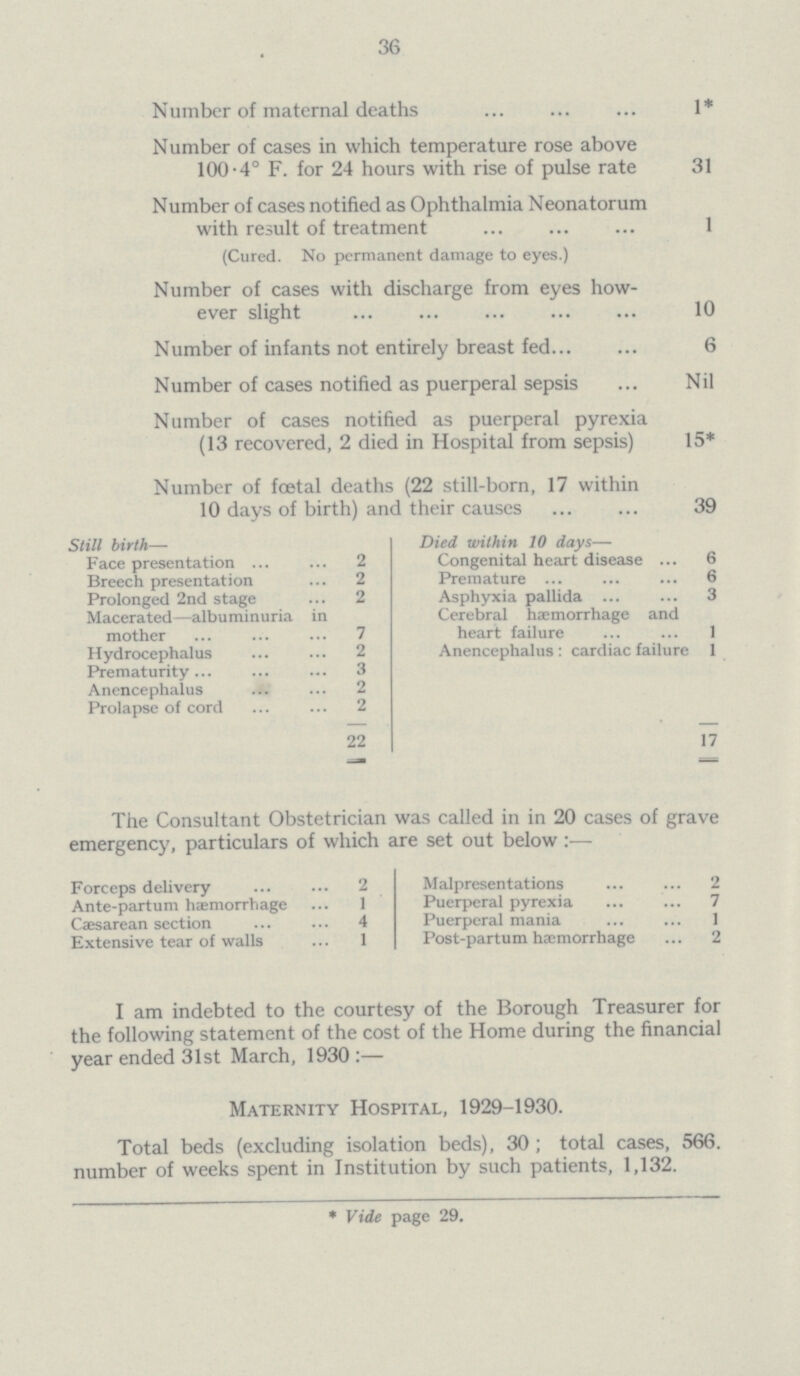 36
Number of maternal deaths ... ... ... 1*
Number of cases in which temperature rose above
100·4° F. for 24 hours with rise of pulse rate 31
Number of cases notified as Ophthalmia Neonatorum
with result of treatment ... ... ... 1
(Cured. No permanent damage to eyes.)
Number of cases with discharge from eyes how-
ever slight ... ... ... ... ... 10
Number of infants not entirely breast fed... ... 6
Number of cases notified as puerperal sepsis ... Nil
Number of cases notified as puerperal pyrexia
(13 recovered, 2 died in Hospital from sepsis) 15*
Number of fœtal deaths (22 still-born, 17 within
10 days of birth) and their causes ... ... 39
Still birth—
Face presentation ... ... 2
Breech presentation ... 2
Prolonged 2nd stage ... 2
Macerated—albuminuria in
mother ... ... ... 7
Hydrocephalus ... ... 2
Prematurity ... ... ... 3
Anencephalus ... ... 2
Prolapse of cord ... ... 2
22
Died within 10 days—
Congenital heart disease ... 6
Premature ... ... ... 6
Asphyxia pallida ... ... 3
Cerebral hæmorrhage and
heart failure ... ... 1
Anencephalus : cardiac failure 1
17
The Consultant Obstetrician was called in in 20 cases of grave
emergency, particulars of which are set out below :—
Forceps delivery ... ... 2
Ante-partum hæmorrhage ... 1
Cæsarean section ... ... 4
Extensive tear of walls ... 1
Malpresentations ... ... 2
Puerperal pyrexia ... ... 7
Puerperal mania ... ... 1
Post-partum hæmorrhage ... 2
I am indebted to the courtesy of the Borough Treasurer for
the following statement of the cost of the Home during the financial
year ended 31st March, 1930 :—
MATERNITY HOSPITAL, 1929–1930.
Total beds (excluding isolation beds), 30 ; total cases, 566.
number of weeks spent in Institution by such patients, 1,132.
* Vide page 29.